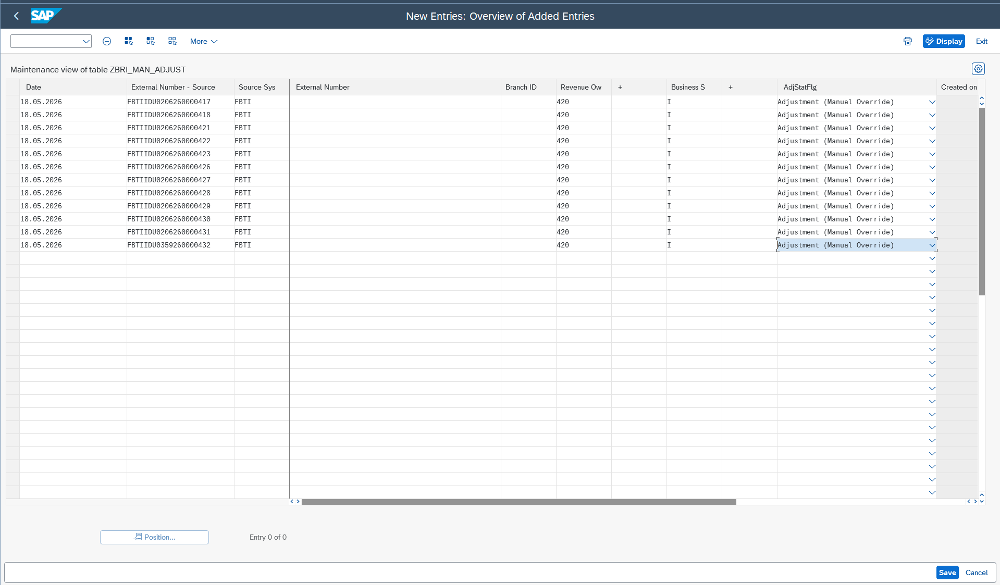 SAP New Entries: Overview of Added Entries
More Display Exit
Maintenance view of table ZBRI_MAN_ADJUST
Date External Number - Source Source Sys External Number Branch ID Revenue Ow + Business S + AdjStatFlg Created on
18.05.2026 FBTIIDU0206260000417 FBTI 420 I Adjustment (Manual Override)
18.05.2026 FBTIIDU0206260000418 FBTI 420 I Adjustment (Manual Override)
18.05.2026 FBTIIDU0206260000421 FBTI 420 I Adjustment (Manual Override)
18.05.2026 FBTIIDU0206260000422 FBTI 420 I Adjustment (Manual Override)
18.05.2026 FBTIIDU0206260000423 FBTI 420 I Adjustment (Manual Override)
18.05.2026 FBTIIDU0206260000426 FBTI 420 I Adjustment (Manual Override)
18.05.2026 FBTIIDU0206260000427 FBTI 420 I Adjustment (Manual Override)
18.05.2026 FBTIIDU0206260000428 FBTI 420 I Adjustment (Manual Override)
18.05.2026 FBTIIDU0206260000429 FBTI 420 I Adjustment (Manual Override)
18.05.2026 FBTIIDU0206260000430 FBTI 420 I Adjustment (Manual Override)
18.05.2026 FBTIIDU0206260000431 FBTI 420 I Adjustment (Manual Override)
18.05.2026 FBTIIDU0359260000432 FBTI 420 I Adjustment (Manual Override)
Position... Entry 0 of 0
Save Cancel